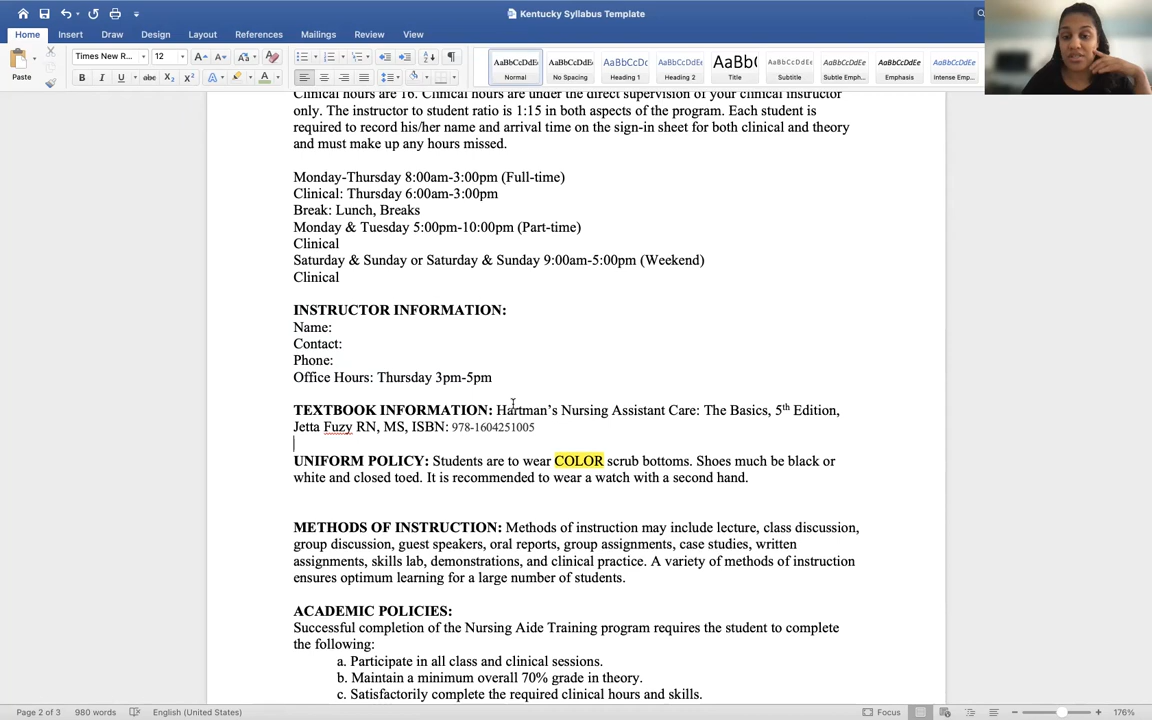 Kentucky Syllabus Template
Home Insert Draw Design Layout References Mailings Review View
Paste
Times New R... 12
AaBbCcDdEe AaBbCcDdEe AaBbCcDc AaBbCcDdEe AaBb( AaBbCcDdEe AaBbCcDdEe AaBbCcDdEe AaBbCcDdEe
Normal No Spacing Heading 1 Heading 2 Title Subtitle Subtle Emph... Emphasis Intense Emp...
Clinical hours are 16. Clinical hours are under the direct supervision of your clinical instructor
only. The instructor to student ratio is 1:15 in both aspects of the program. Each student is
required to record his/her name and arrival time on the sign-in sheet for both clinical and theory
and must make up any hours missed.
Monday-Thursday 8:00am-3:00pm (Full-time)
Clinical: Thursday 6:00am-3:00pm
Break: Lunch, Breaks
Monday & Tuesday 5:00pm-10:00pm (Part-time)
Clinical
Saturday & Sunday or Saturday & Sunday 9:00am-5:00pm (Weekend)
Clinical
INSTRUCTOR INFORMATION:
Name:
Contact:
Phone:
Office Hours: Thursday 3pm-5pm
TEXTBOOK INFORMATION: Hartman's Nursing Assistant Care: The Basics, 5th Edition,
Jetta Fuzy RN, MS, ISBN: 978-1604251005
UNIFORM POLICY: Students are to wear COLOR scrub bottoms. Shoes much be black or
white and closed toed. It is recommended to wear a watch with a second hand.
METHODS OF INSTRUCTION: Methods of instruction may include lecture, class discussion,
group discussion, guest speakers, oral reports, group assignments, case studies, written
assignments, skills lab, demonstrations, and clinical practice. A variety of methods of instruction
ensures optimum learning for a large number of students.
ACADEMIC POLICIES:
Successful completion of the Nursing Aide Training program requires the student to complete
the following:
a. Participate in all class and clinical sessions.
b. Maintain a minimum overall 70% grade in theory.
c. Satisfactorily complete the required clinical hours and skills.
Page 2 of 3 980 words English (United States) Focus 176%